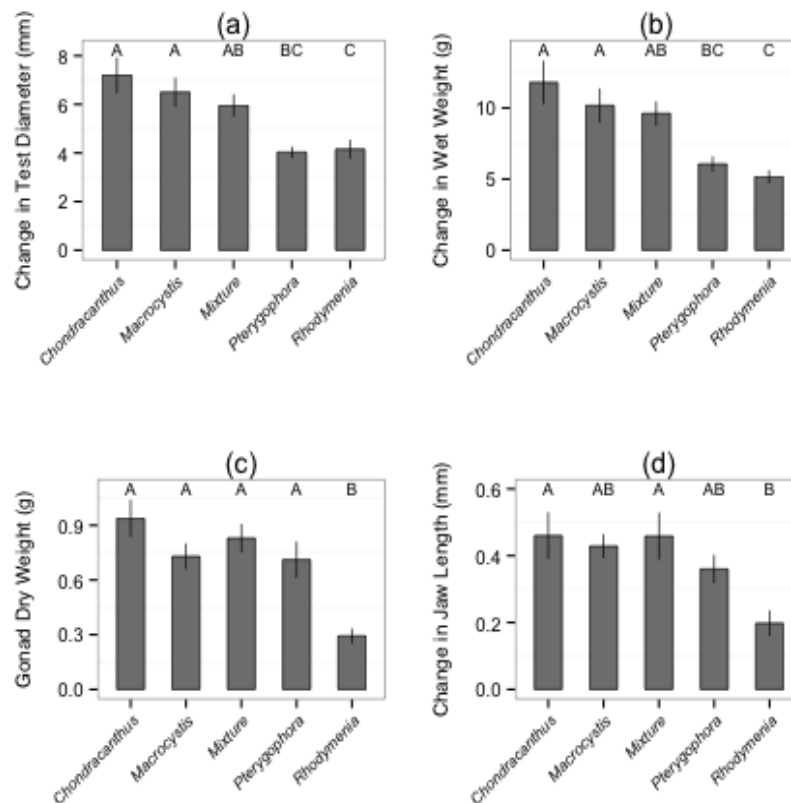 (a)
Change in Test Diameter (mm)
A A AB BC C
8
6
4
2
0
Chondracanthus
Macrocystis
Mixture
Pterygophora
Rhodymenia
(b)
Change in Wet Weight (g)
A A AB BC C
10
5
0
Chondracanthus
Macrocystis
Mixture
Pterygophora
Rhodymenia
(c)
Gonad Dry Weight (g)
A A A A B
0.9
0.6
0.3
0.0
Chondracanthus
Macrocystis
Mixture
Pterygophora
Rhodymenia
(d)
Change in Jaw Length (mm)
A AB A AB B
0.6
0.4
0.2
0.0
Chondracanthus
Macrocystis
Mixture
Pterygophora
Rhodymenia